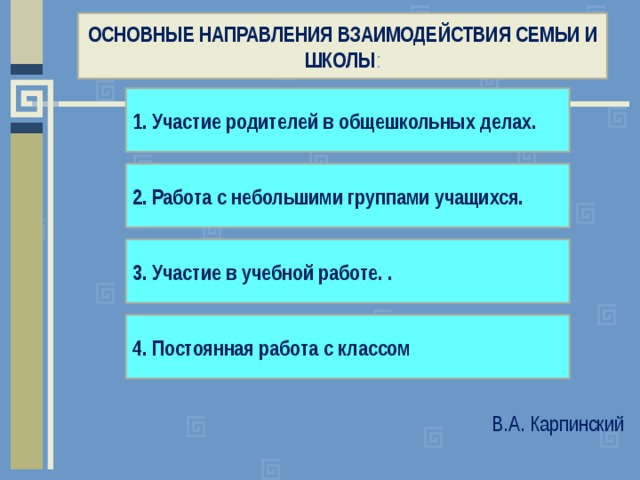 ОСНОВНЫЕ НАПРАВЛЕНИЯ ВЗАИМОДЕЙСТВИЯ СЕМЬИ И
ШКОЛЫ:
1. Участие родителей в общешкольных делах.
2. Работа с небольшими группами учащихся.
3. Участие в учебной работе. .
4. Постоянная работа с классом
В.А. Карпинский